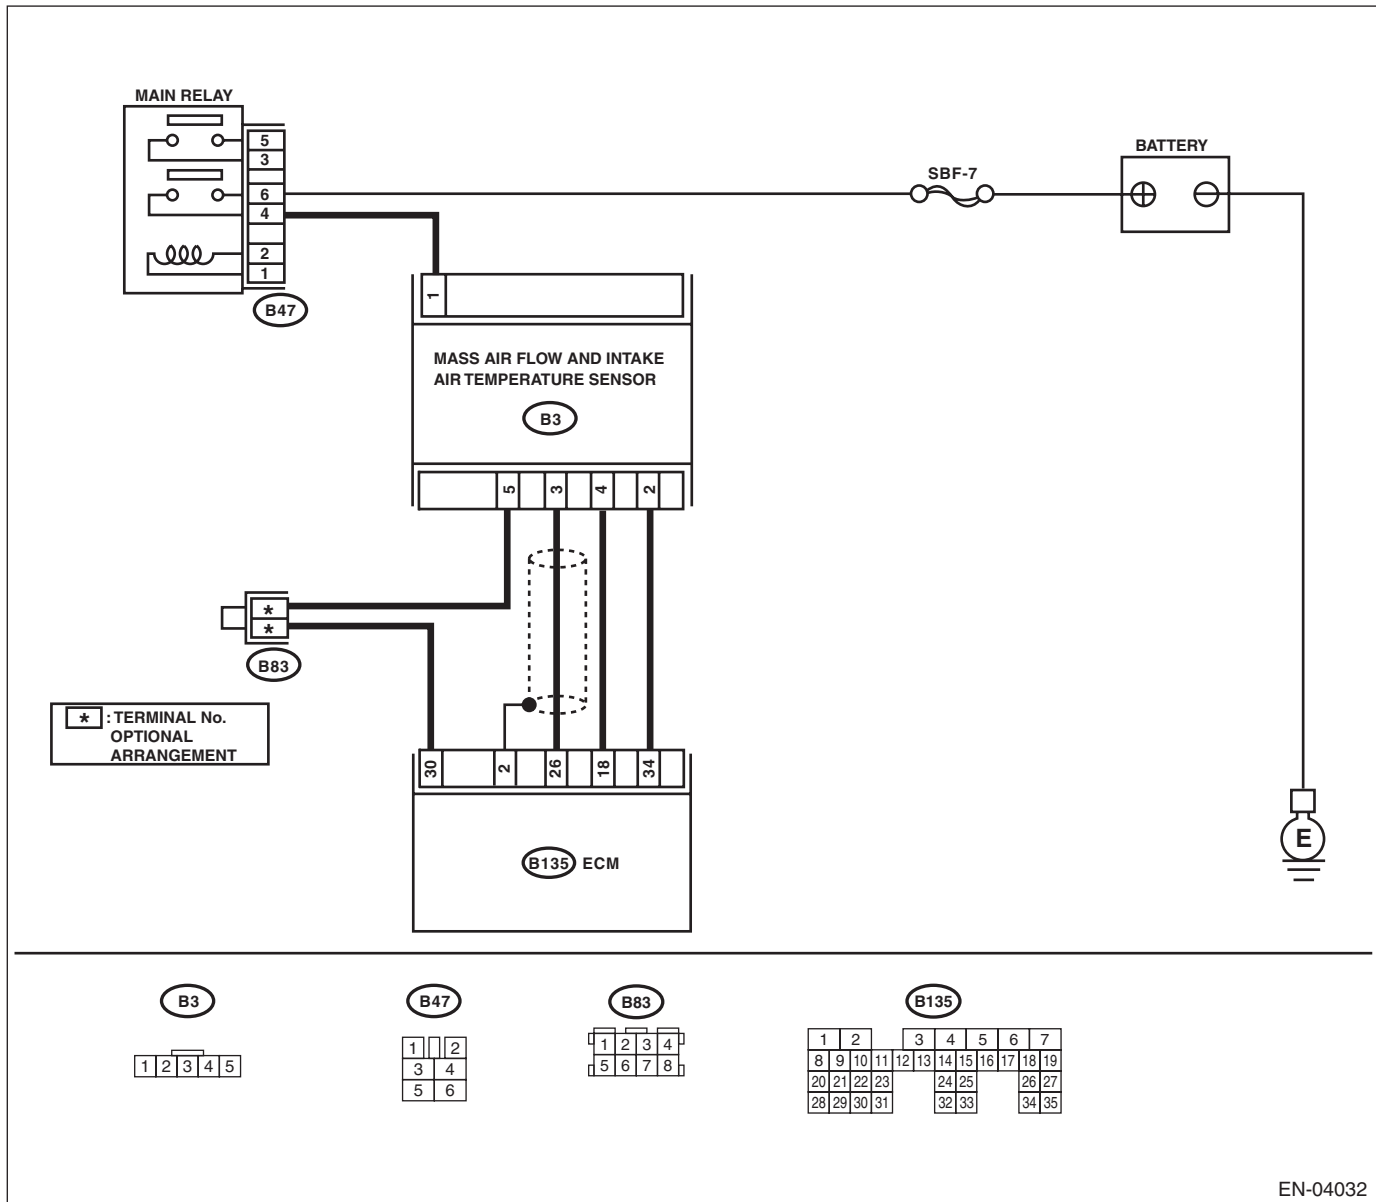 MAIN RELAY
5
3
6
4
2
1
B47
SBF-7
BATTERY
1
MASS AIR FLOW AND INTAKE
AIR TEMPERATURE SENSOR
B3
5 3 4 2
*
*
B83
* : TERMINAL No.
OPTIONAL
ARRANGEMENT
30 2 26 18 34
B135 ECM
E
B3
1 2 3 4 5
B47
1 2
3 4
5 6
B83
1 2 3 4
5 6 7 8
B135
1 2 3 4 5 6 7
8 9 10 11 12 13 14 15 16 17 18 19
20 21 22 23 24 25 26 27
28 29 30 31 32 33 34 35
EN-04032